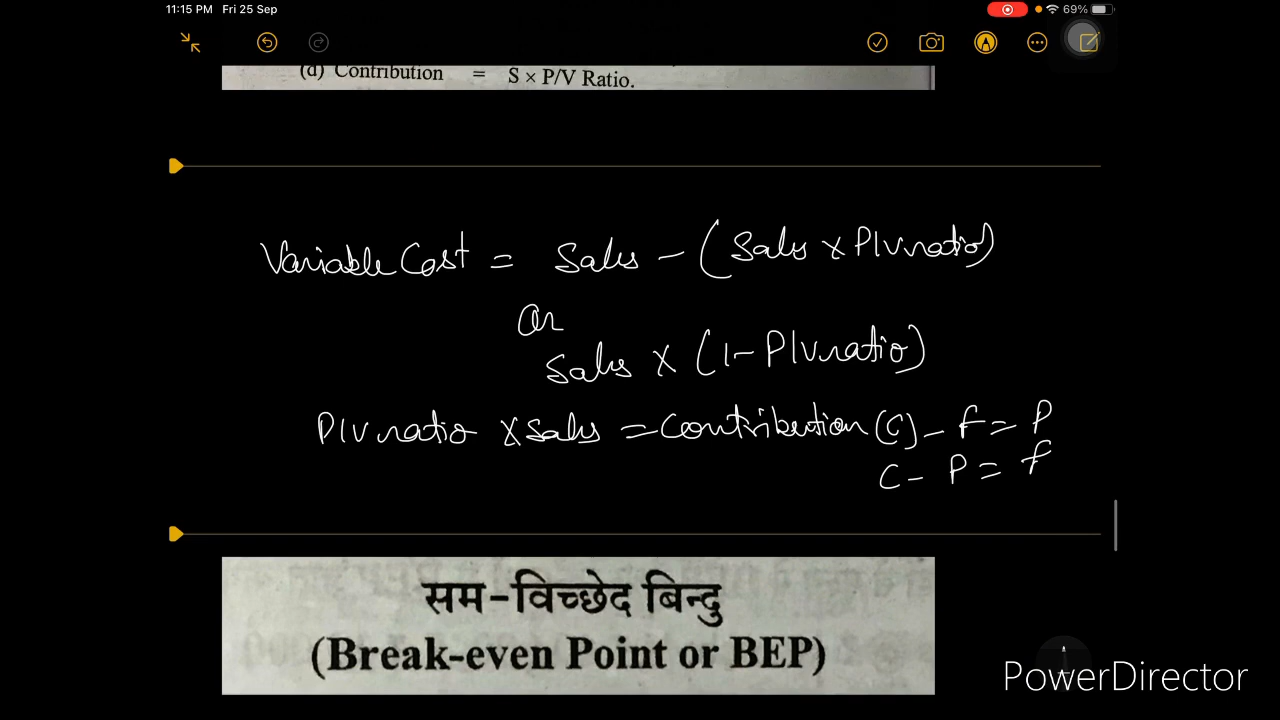 11:15 PM Fri 25 Sep 69%
(d) Contribution = S × P/V Ratio.
Variable Cost = Sales - (Sales x P/V ratio)
or
Sales x (1 - P/V ratio)
P/V ratio x Sales = Contribution (C) - F = P
C - P = F
सम-विच्छेद बिन्दु
(Break-even Point or BEP)
PowerDirector